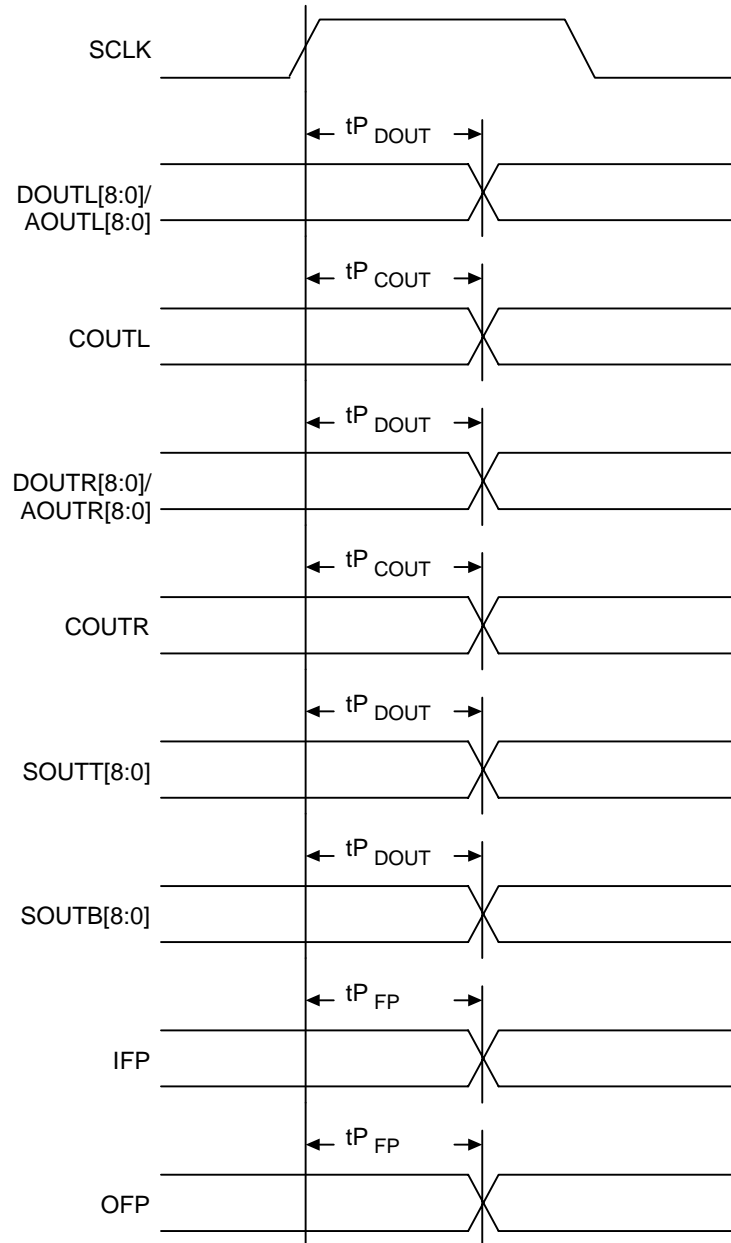 SCLK
tP DOUT
DOUTL[8:0]/
AOUTL[8:0]
tP COUT
COUTL
tP DOUT
DOUTR[8:0]/
AOUTR[8:0]
tP COUT
COUTR
tP DOUT
SOUTT[8:0]
tP DOUT
SOUTB[8:0]
tP FP
IFP
tP FP
OFP